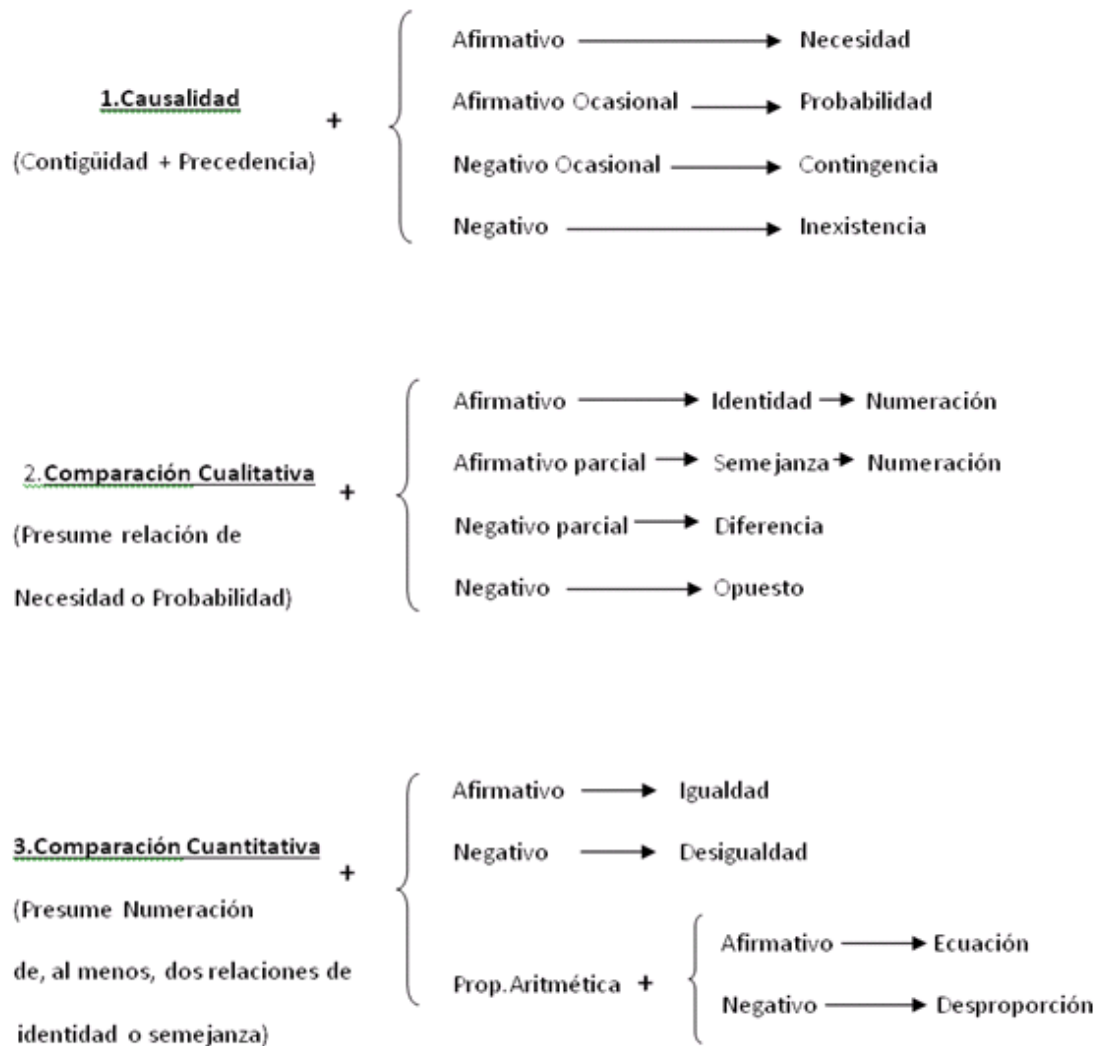 Afirmativo → Necesidad
1.Causalidad
Afirmativo Ocasional → Probabilidad
+
(Contigüidad + Precedencia)
Negativo Ocasional → Contingencia
Negativo → Inexistencia
Afirmativo → Identidad → Numeración
2.Comparación Cualitativa
Afirmativo parcial → Semejanza → Numeración
+
(Presume relación de
Negativo parcial → Diferencia
Necesidad o Probabilidad)
Negativo → Opuesto
Afirmativo → Igualdad
3.Comparación Cuantitativa
Negativo → Desigualdad
+
(Presume Numeración
Afirmativo → Ecuación
de, al menos, dos relaciones de
Prop.Aritmética +
Negativo → Desproporción
identidad o semejanza)